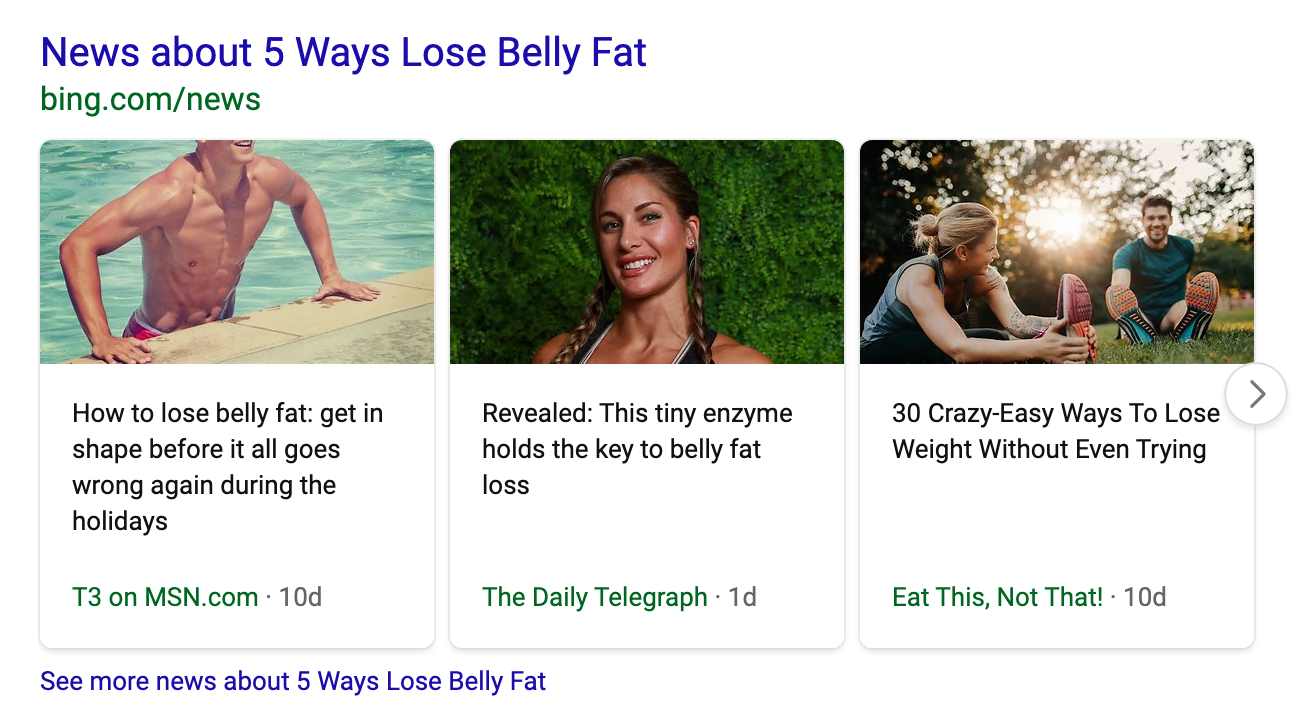 News about 5 Ways Lose Belly Fat
bing.com/news
How to lose belly fat: get in
shape before it all goes
wrong again during the
holidays
T3 on MSN.com · 10d
Revealed: This tiny enzyme
holds the key to belly fat
loss
The Daily Telegraph · 1d
30 Crazy-Easy Ways To Lose
Weight Without Even Trying
Eat This, Not That! · 10d
See more news about 5 Ways Lose Belly Fat